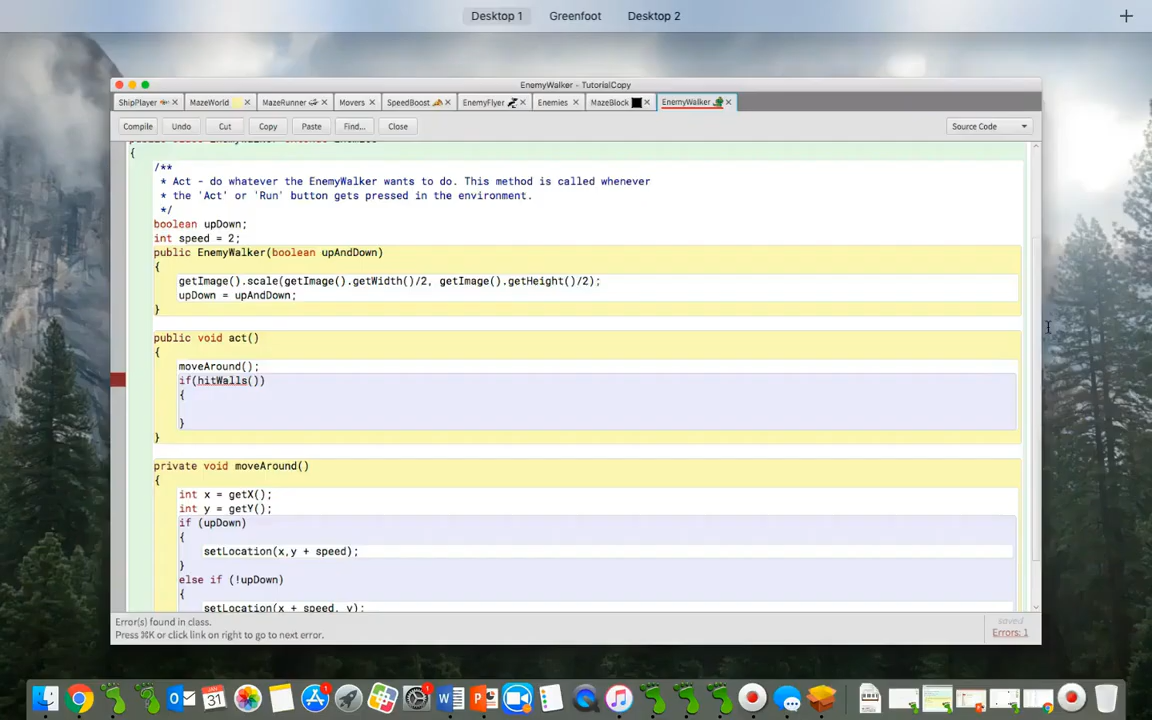 Desktop 1 Greenfoot Desktop 2
EnemyWalker - TutorialCopy
ShipPlayer MazeWorld MazeRunner Movers SpeedBoost EnemyFlyer Enemies MazeBlock EnemyWalker
Compile Undo Cut Copy Paste Find... Close Source Code
{
/**
* Act - do whatever the EnemyWalker wants to do. This method is called whenever
* the 'Act' or 'Run' button gets pressed in the environment.
*/
boolean upDown;
int speed = 2;
public EnemyWalker(boolean upAndDown)
{
getImage().scale(getImage().getWidth()/2, getImage().getHeight()/2);
upDown = upAndDown;
}
public void act()
{
moveAround();
if(hitWalls())
{
}
}
private void moveAround()
{
int x = getX();
int y = getY();
if (upDown)
{
setLocation(x,y + speed);
}
else if (!upDown)
{
setLocation(x + speed, y);
Error(s) found in class.
Press ⌘K or click link on right to go to next error.
saved
Errors: 1
31
1